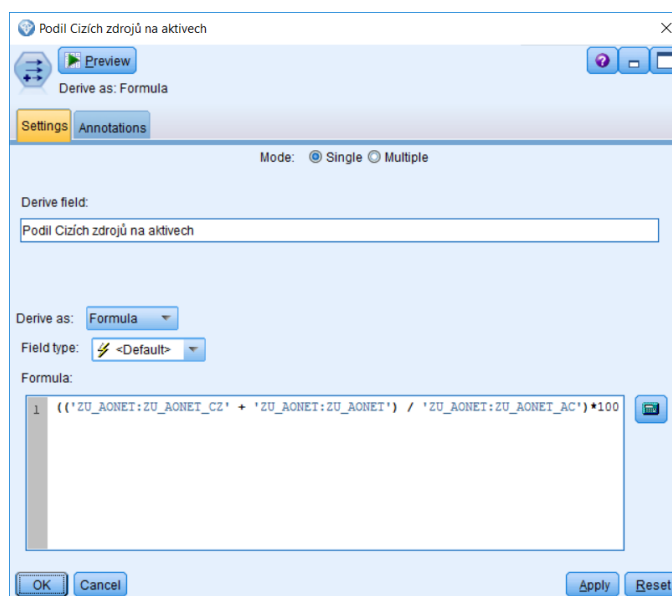 Podil Cizích zdrojů na aktivech
Preview
Derive as: Formula
Settings Annotations
Mode: Single Multiple
Derive field:
Podil Cizích zdrojů na aktivech
Derive as: Formula
Field type: <Default>
Formula:
1 (('ZU_AONET:ZU_AONET_CZ' + 'ZU_AONET:ZU_AONET') / 'ZU_AONET:ZU_AONET_AC')*100
OK Cancel Apply Reset